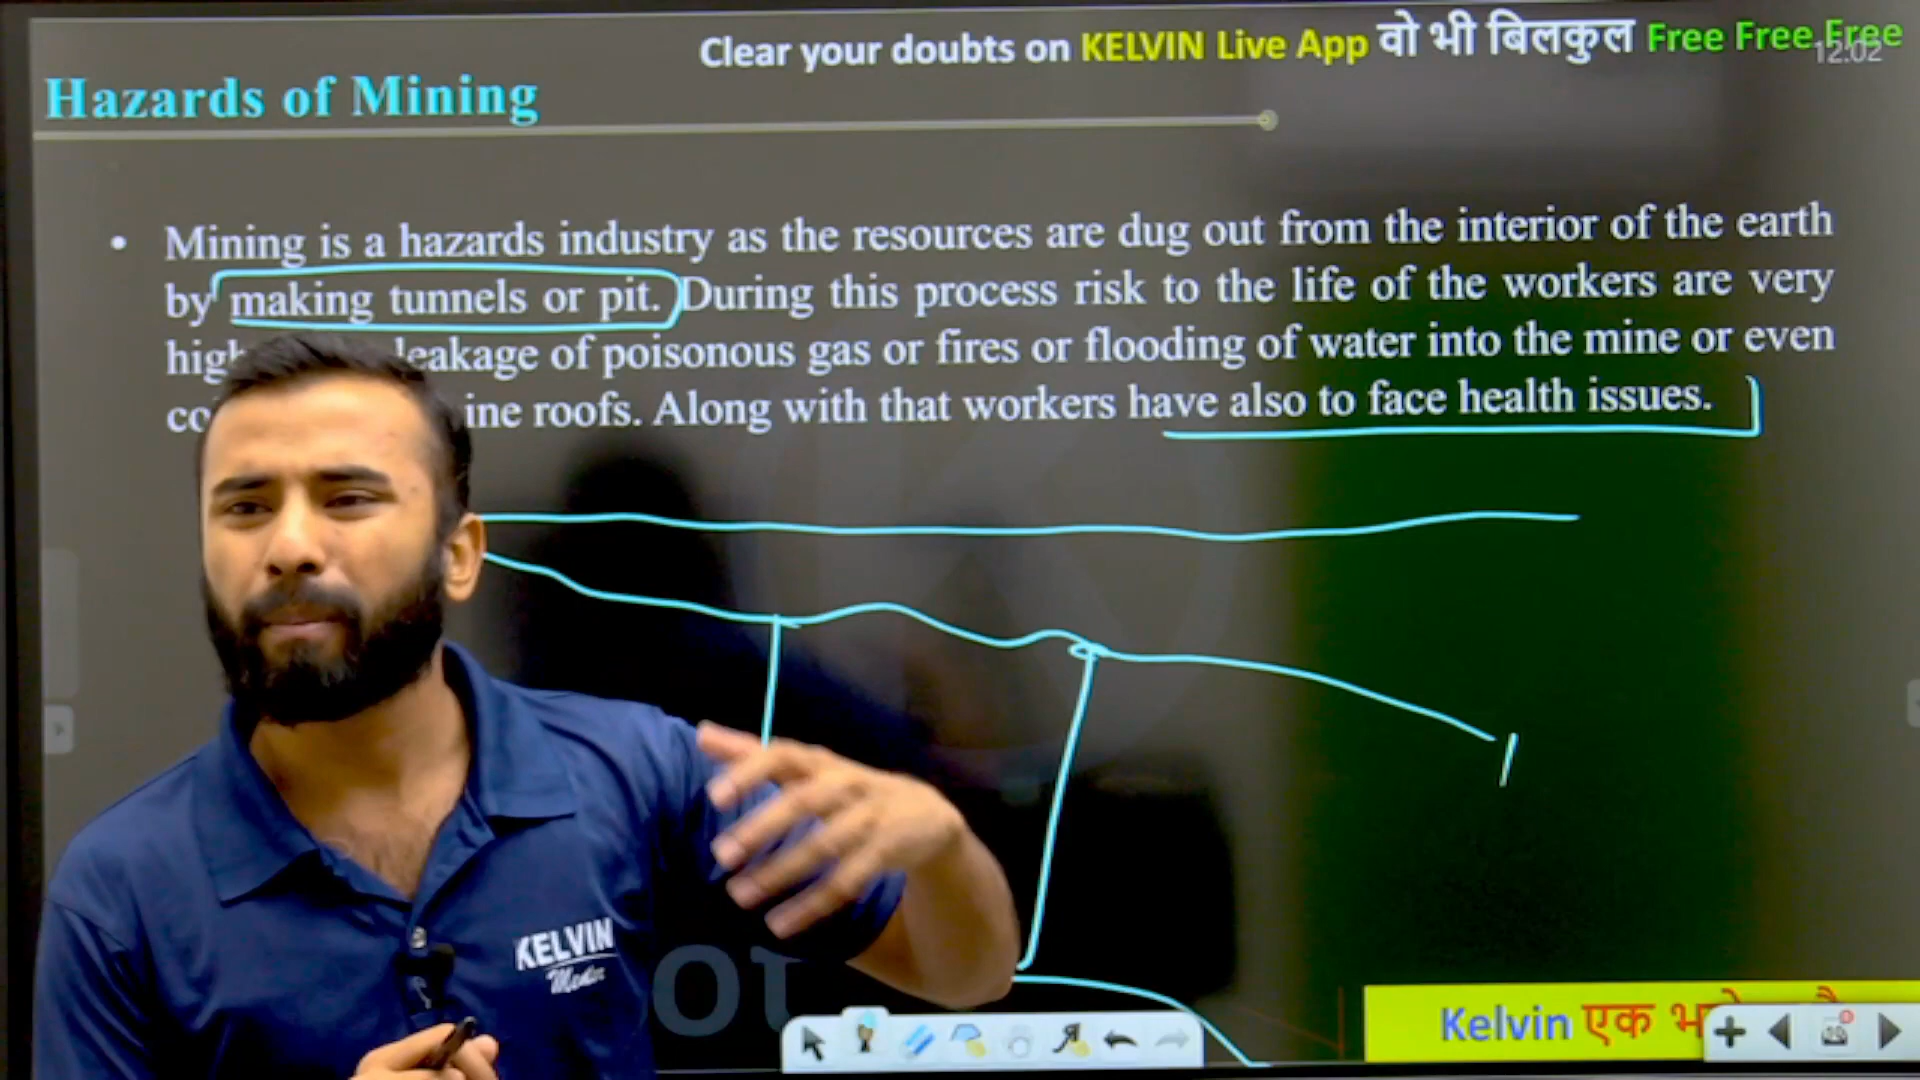 Clear your doubts on KELVIN Live App वो भी बिलकुल Free Free Free
12:02
Hazards of Mining
• Mining is a hazards industry as the resources are dug out from the interior of the earth
by making tunnels or pit. During this process risk to the life of the workers are very
high leakage of poisonous gas or fires or flooding of water into the mine or even
co ine roofs. Along with that workers have also to face health issues.
KELVIN
Mentor
Kelvin एक